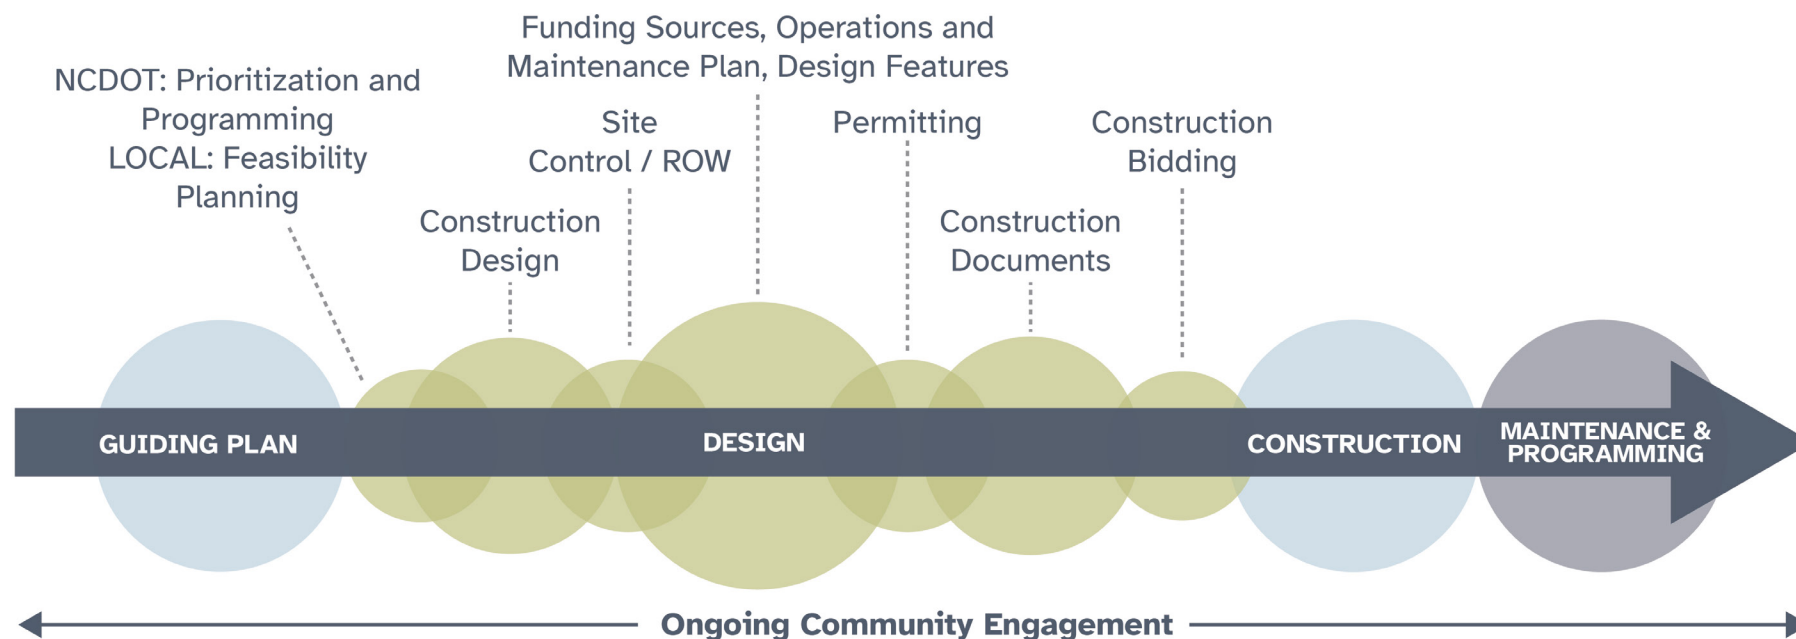 Funding Sources, Operations and
Maintenance Plan, Design Features
NCDOT: Prioritization and
Programming
LOCAL: Feasibility
Planning
Site
Control / ROW
Permitting
Construction
Bidding
Construction
Design
Construction
Documents
GUIDING PLAN
DESIGN
CONSTRUCTION
MAINTENANCE &
PROGRAMMING
Ongoing Community Engagement